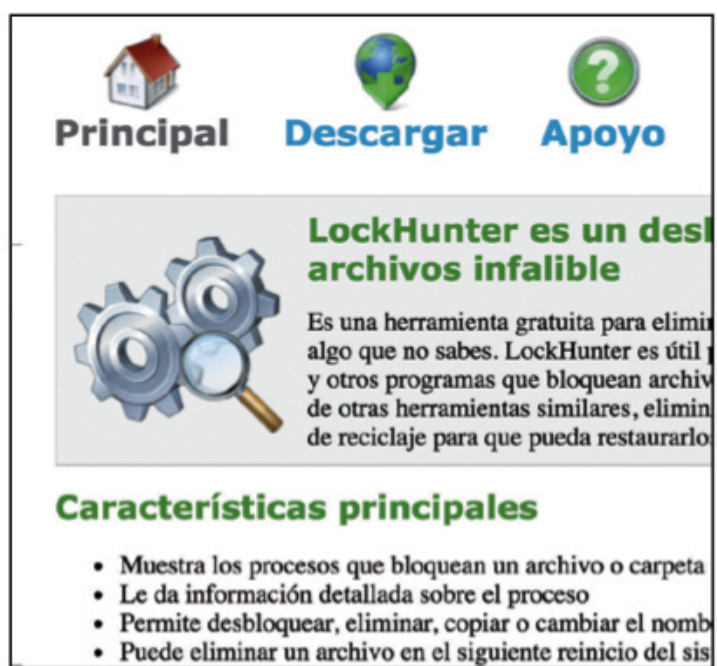 Principal Descargar Apoyo
LockHunter es un desl
archivos infalible
Es una herramienta gratuita para elimin
algo que no sabes. LockHunter es útil
y otros programas que bloquean archiv
de otras herramientas similares, elimin
de reciclaje para que pueda restaurarlo
Características principales
• Muestra los procesos que bloquean un archivo o carpeta
• Le da información detallada sobre el proceso
• Permite desbloquear, eliminar, copiar o cambiar el nomb
• Puede eliminar un archivo en el siguiente reinicio del sis